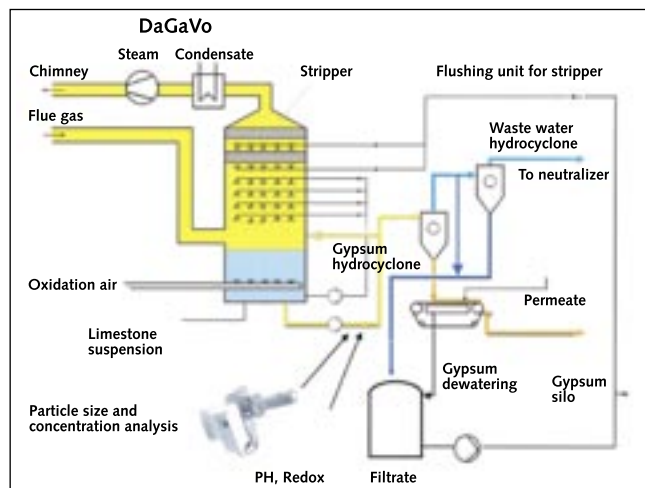 DaGaVo
Steam Condensate
Chimney
Stripper
Flushing unit for stripper
Flue gas
Waste water
hydrocyclone
To neutralizer
Gypsum
hydrocyclone
Oxidation air
Permeate
Limestone
suspension
Gypsum
dewatering
Gypsum
silo
Particle size and
concentration analysis
PH, Redox
Filtrate